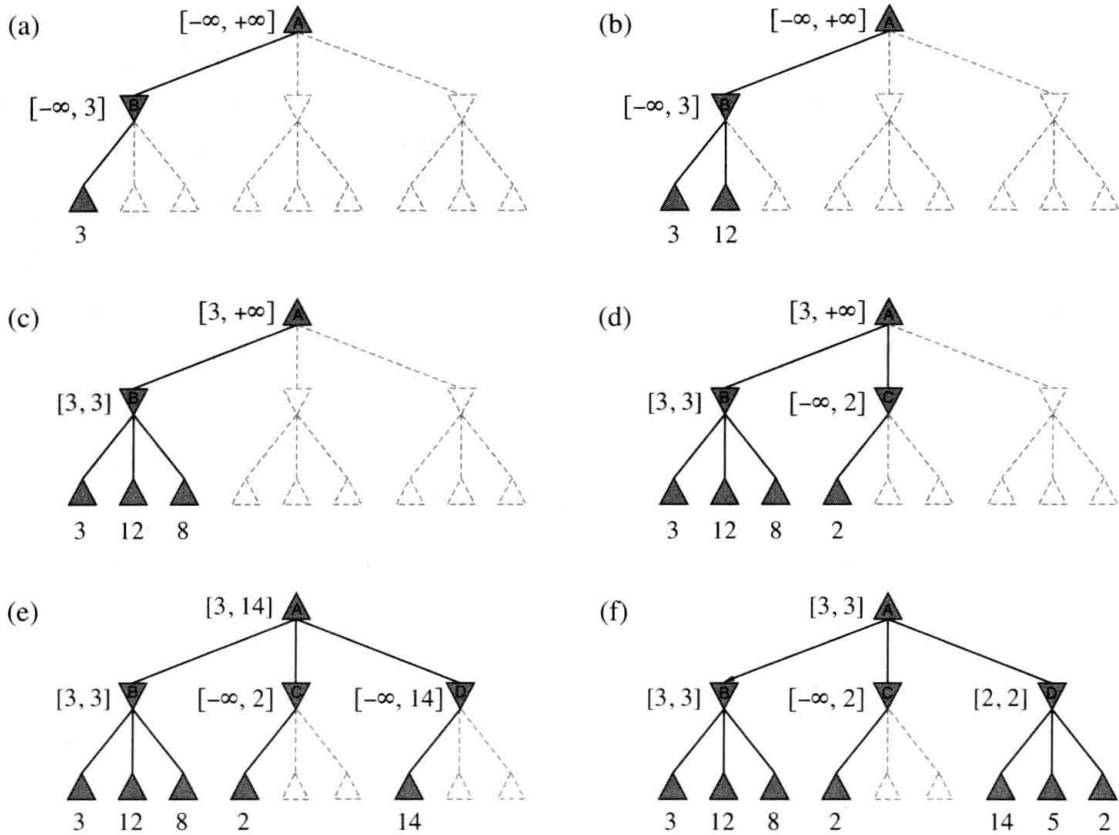 (a) [-∞, +∞] A
[-∞, 3] B
3
(b) [-∞, +∞] A
[-∞, 3] B
3 12
(c) [3, +∞] A
[3, 3] B
3 12 8
(d) [3, +∞] A
[3, 3] B [-∞, 2] C
3 12 8 2
(e) [3, 14] A
[3, 3] B [-∞, 2] C [-∞, 14] D
3 12 8 2 14
(f) [3, 3] A
[3, 3] B [-∞, 2] C [2, 2] D
3 12 8 2 14 5 2